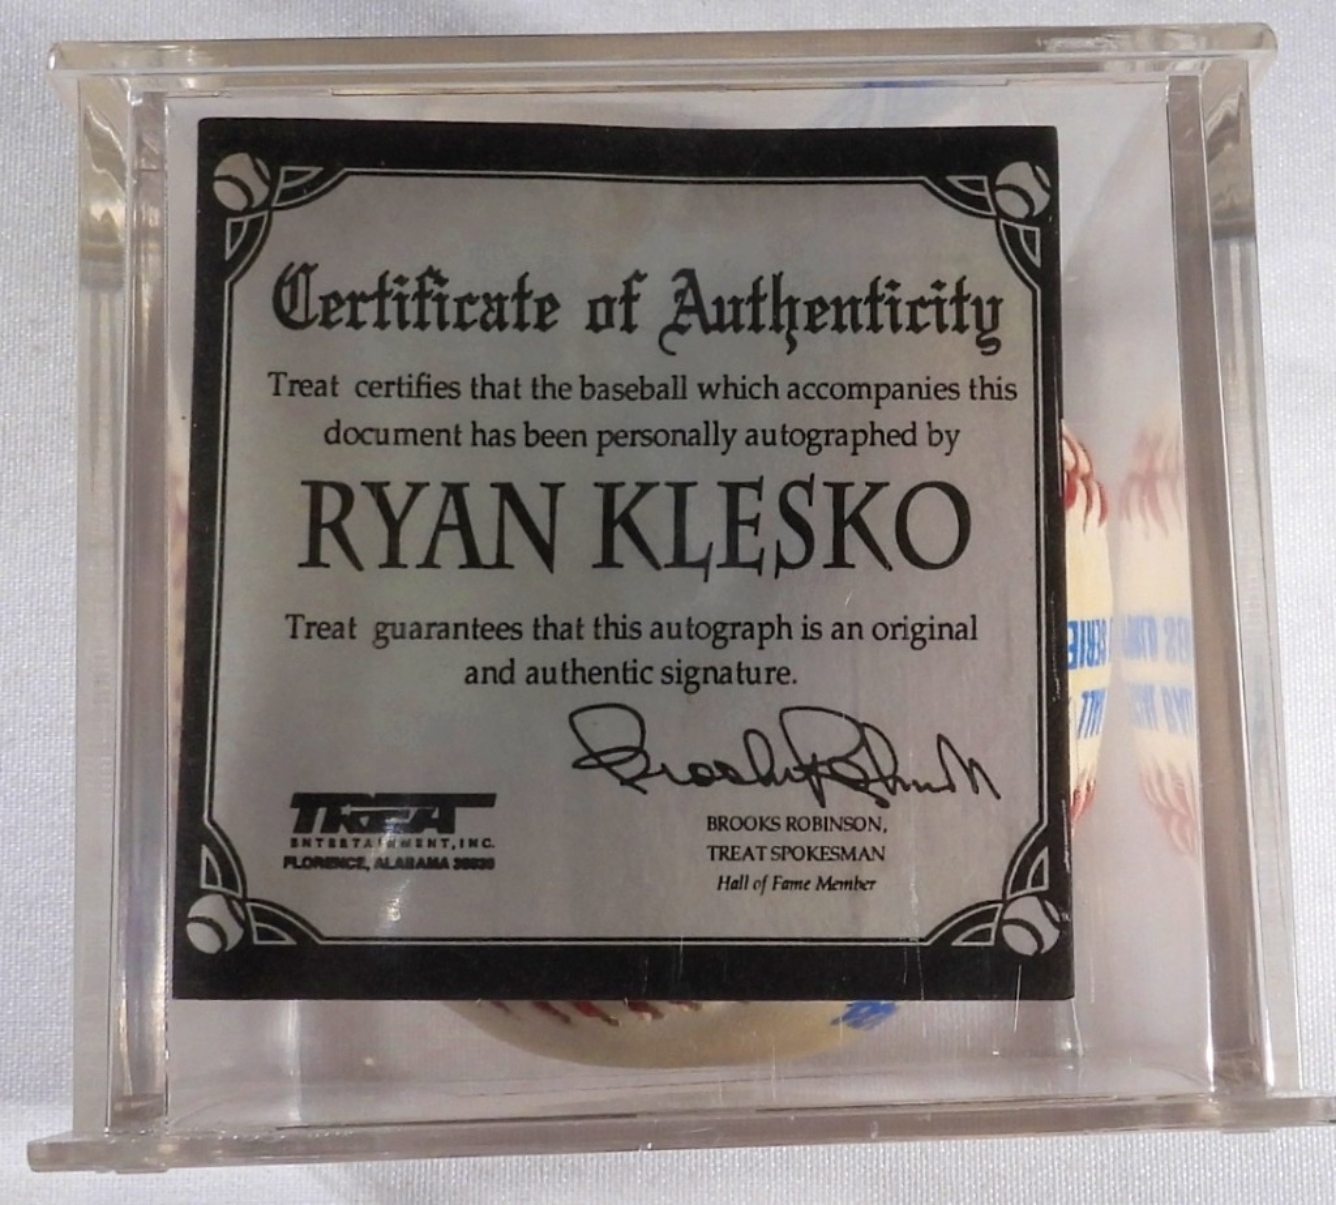 Certificate of Authenticity
Treat certifies that the baseball which accompanies this
document has been personally autographed by
RYAN KLESKO
Treat guarantees that this autograph is an original
and authentic signature.
Brooks Robinson
TREAT
ENTERTAINMENT, INC.
FLORENCE, ALABAMA
BROOKS ROBINSON,
TREAT SPOKESMAN
Hall of Fame Member